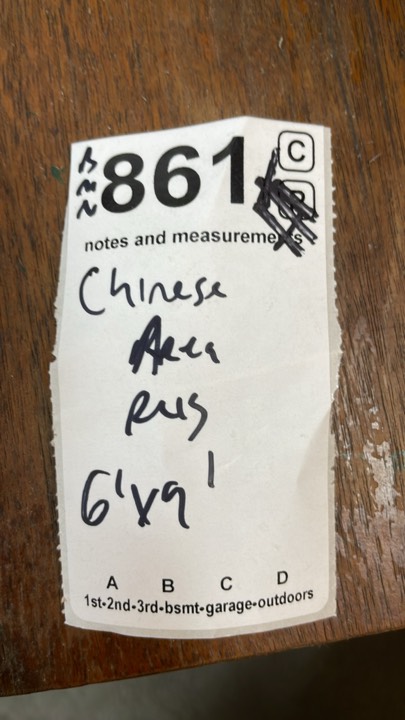 861 C
notes and measurements
Chinese
Area
Rug
6'x9'
A B C D
1st-2nd-3rd-bsmt-garage-outdoors